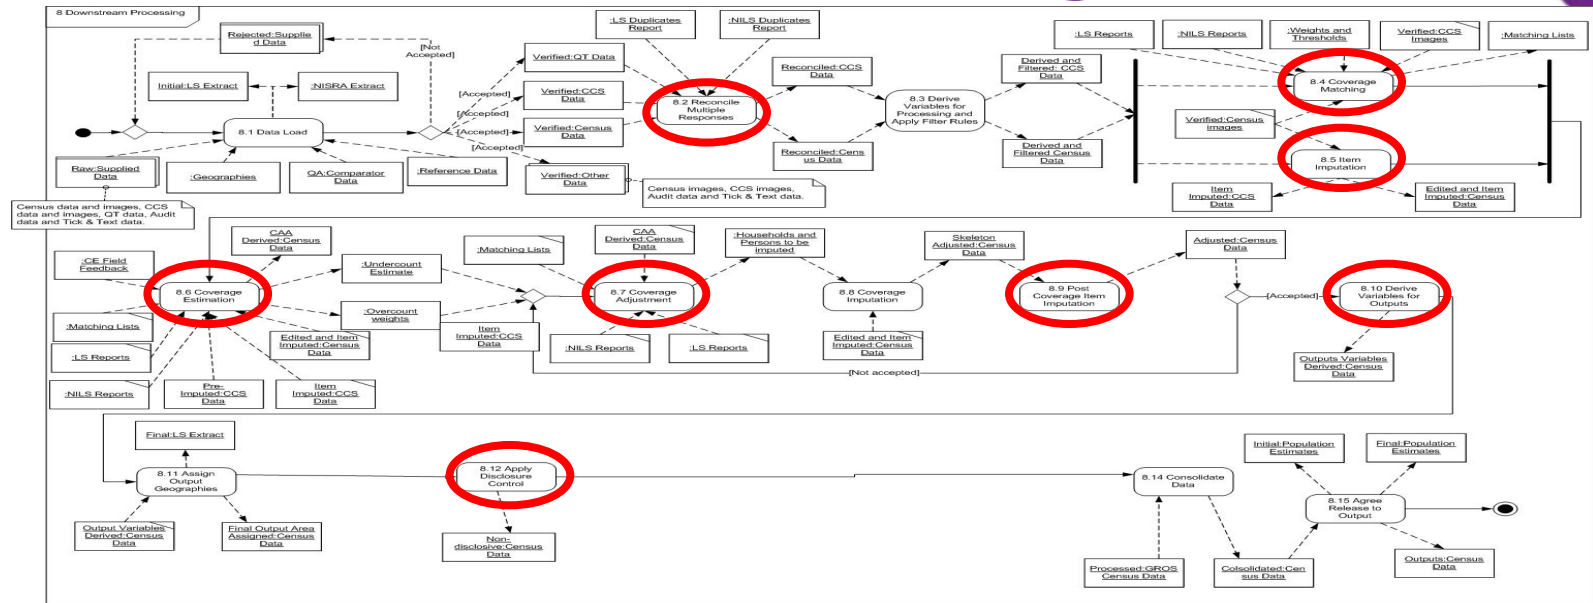 8 Downstream Processing
Rejected:Supplie
d Data
[Not
Accepted]
:LS Duplicates
Report
:NILS Duplicates
Report
Verified:QT Data
Initial:LS Extract
:NISRA Extract
[Accepted]
Verified:CCS
Data
8.1 Data Load
[Accepted]
Verified:Census
Data
[Accepted]
Verified:Other
Data
[Accepted]
Raw:Supplied
Data
:Geographies
QA:Comparator
Data
:Reference Data
Census data and images, CCS
data and images, QT data, Audit
data and Tick & Text data.
Census images, CCS images,
Audit data and Tick & Text data.
8.2 Reconcile
Multiple
Responses
Reconciled:CCS
Data
Reconciled:Cens
us Data
8.3 Derive
Variables for
Processing and
Apply Filter Rules
Derived and
Filtered: CCS
Data
Derived and
Filtered Census
Data
:LS Reports
:NILS Reports
:Weights and
Thresholds
Verified:CCS
Images
:Matching Lists
8.4 Coverage
Matching
Verified:Census
Images
8.5 Item
Imputation
Item
Imputed:CCS
Data
Edited and Item
Imputed:Census
Data
:CE Field
Feedback
CAA
Derived:Census
Data
:Undercount
Estimate
8.6 Coverage
Estimation
:Overcount
weights
:Matching Lists
:LS Reports
:NILS Reports
Pre-
Imputed:CCS
Data
Item
Imputed:CCS
Data
Edited and Item
Imputed:Census
Data
:Matching Lists
CAA
Derived:Census
Data
:Households and
Persons to be
imputed
8.7 Coverage
Adjustment
Item
Imputed:CCS
Data
:NILS Reports
:LS Reports
8.8 Coverage
Imputation
Edited and Item
Imputed:Census
Data
Skeleton
Adjusted:Census
Data
8.9 Post
Coverage Item
Imputation
Adjusted:Census
Data
[Accepted]
[Not accepted]
8.10 Derive
Variables for
Outputs
Outputs Variables
Derived:Census
Data
Final:LS Extract
8.11 Assign
Output
Geographies
Output Variables
Derived:Census
Data
Final Output Area
Assigned:Census
Data
8.12 Apply
Disclosure
Control
Non-
disclosive:Census
Data
8.14 Consolidate
Data
Processed:GROS
Census Data
Colsolidated:Cen
sus Data
Initial:Population
Estimates
Final:Population
Estimates
8.15 Agree
Release to
Output
Outputs:Census
Data